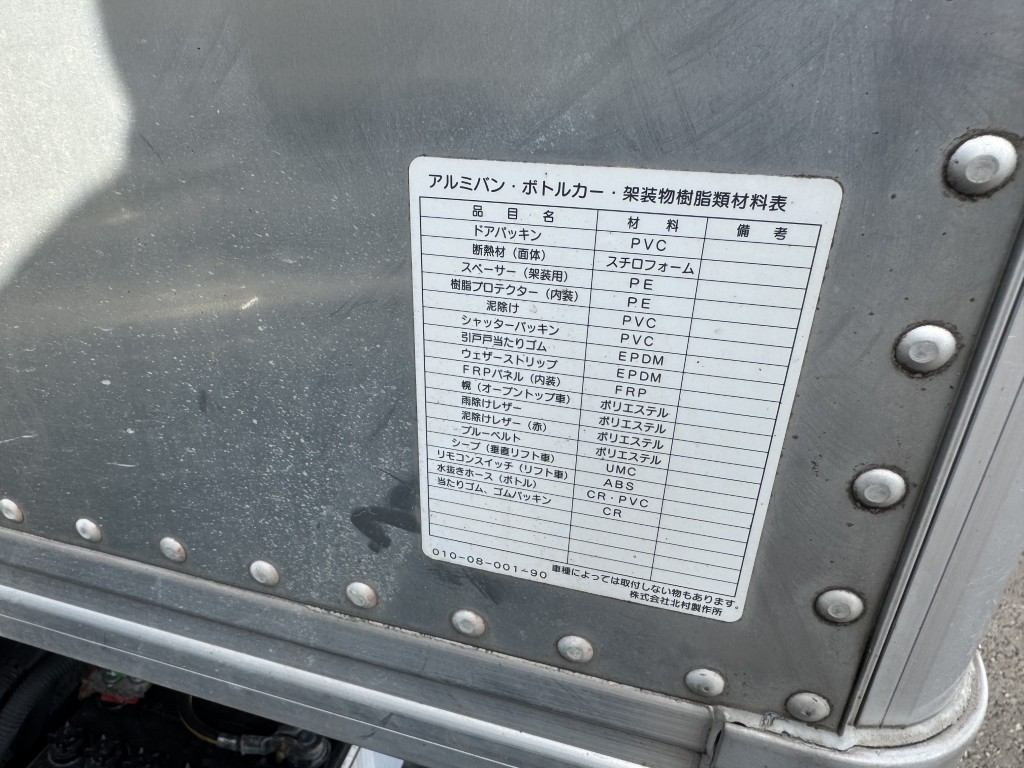 アルミバン・ボトルカー・架装物樹脂類材料表
品目名 材料 備考
ドアパッキン PVC
断熱材（面体） スチロフォーム
スペーサー（架装用） PE
樹脂プロテクター（内装） PE
泥除け PVC
シャッターパッキン PVC
引戸戸当たりゴム EPDM
ウェザーストリップ EPDM
FRPパネル（内装） FRP
幌（オープントップ車） ポリエステル
雨除けレザー ポリエステル
泥除けレザー（赤） ポリエステル
ブルーベルト ポリエステル
シーブ（垂直リフト車） UMC
リモコンスイッチ（リフト車） ABS
水抜きホース（ボトル） CR・PVC
当たりゴム、ゴムパッキン CR
010-08-001-90 車種によっては取付しない物もあります。
株式会社北村製作所